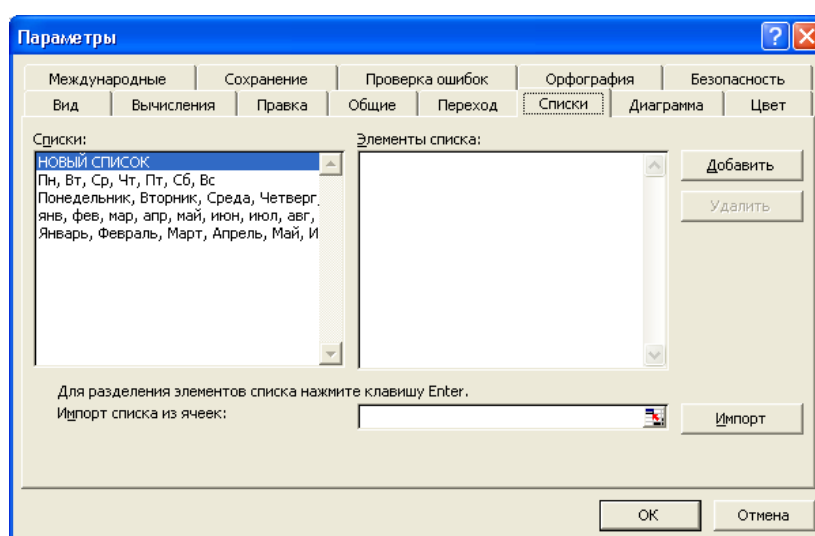 Параметры
Международные Сохранение Проверка ошибок Орфография Безопасность
Вид Вычисления Правка Общие Переход Списки Диаграмма Цвет
Списки: Элементы списка:
НОВЫЙ СПИСОК
Пн, Вт, Ср, Чт, Пт, Сб, Вс
Понедельник, Вторник, Среда, Четверг,
янв, фев, мар, апр, май, июн, июл, авг,
Январь, Февраль, Март, Апрель, Май, И
Добавить
Удалить
Для разделения элементов списка нажмите клавишу Enter.
Импорт списка из ячеек:
Импорт
ОК Отмена